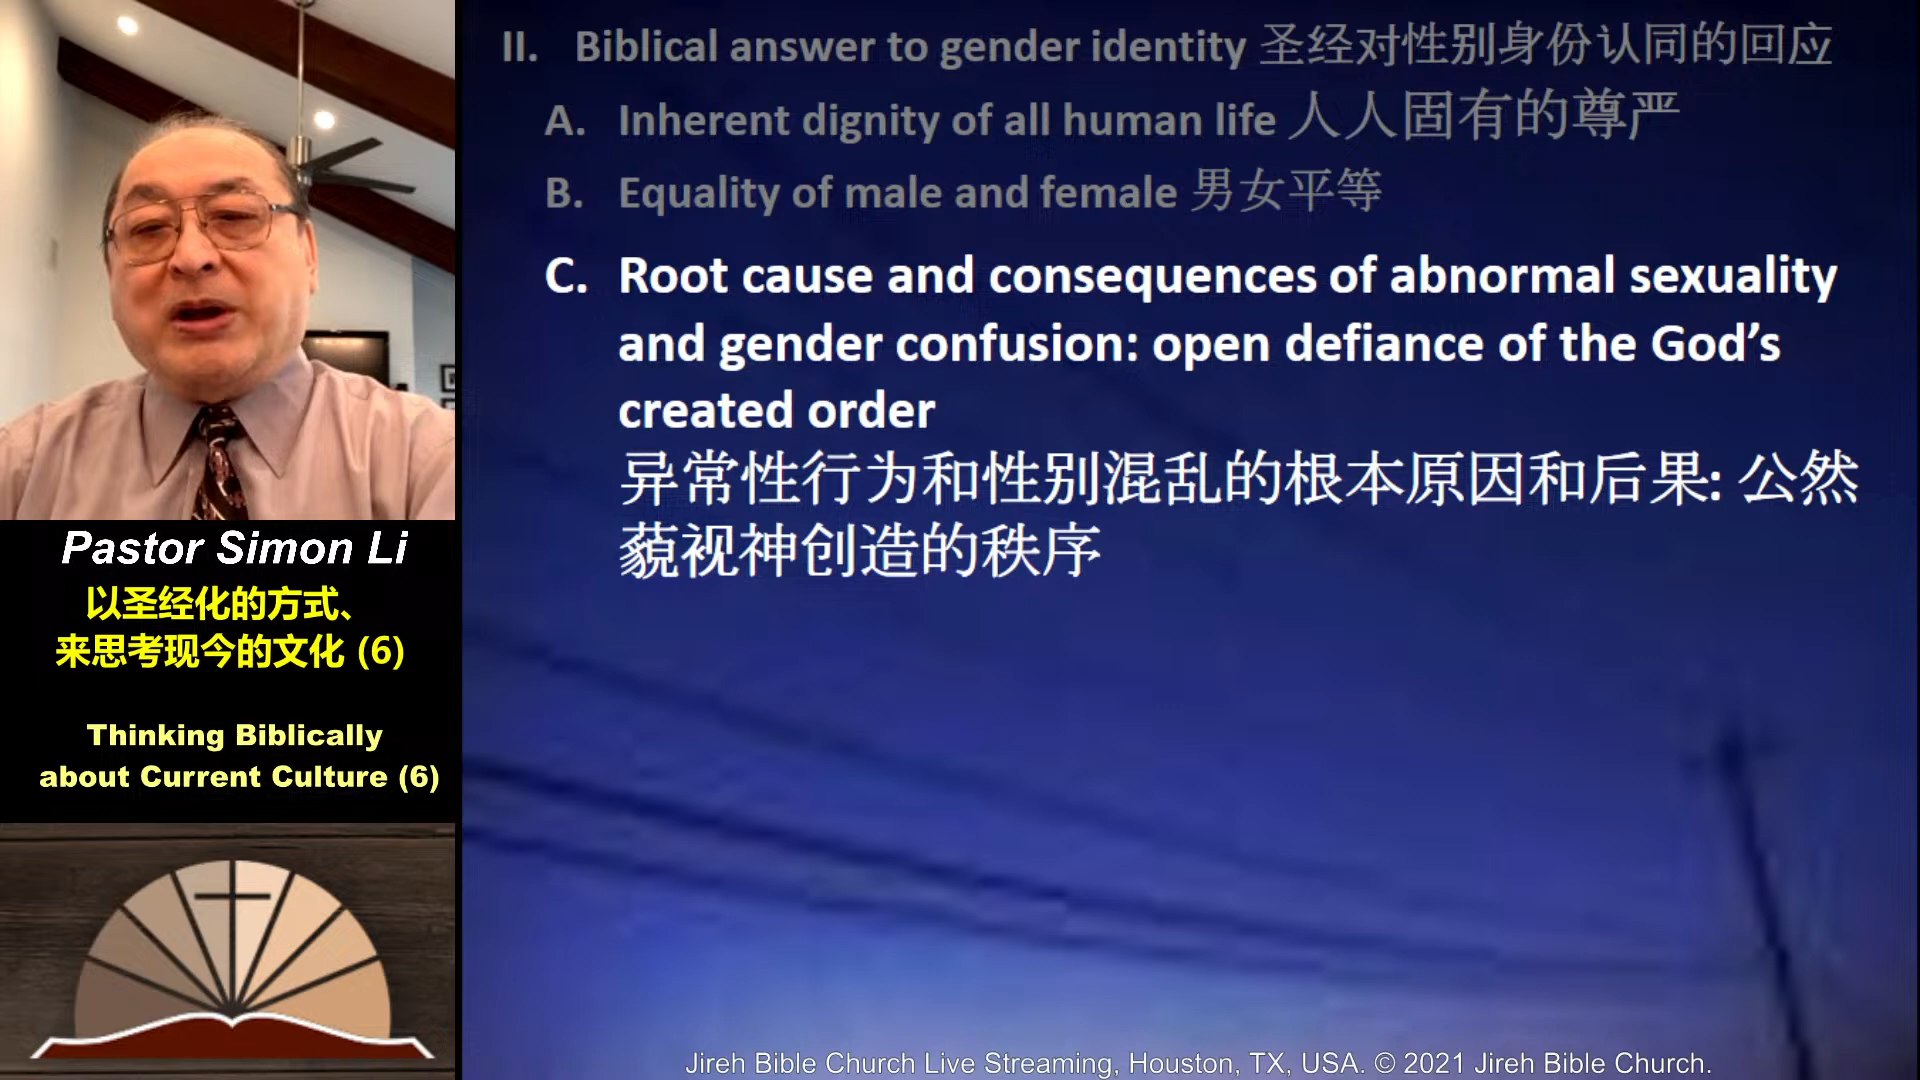 II. Biblical answer to gender identity 圣经对性别身份认同的回应
A. Inherent dignity of all human life 人人固有的尊严
B. Equality of male and female 男女平等
C. Root cause and consequences of abnormal sexuality
and gender confusion: open defiance of the God's
created order
异常性行为和性别混乱的根本原因和后果: 公然
藐视神创造的秩序
Pastor Simon Li
以圣经化的方式、
来思考现今的文化 (6)
Thinking Biblically
about Current Culture (6)
Jireh Bible Church Live Streaming, Houston, TX, USA. © 2021 Jireh Bible Church.